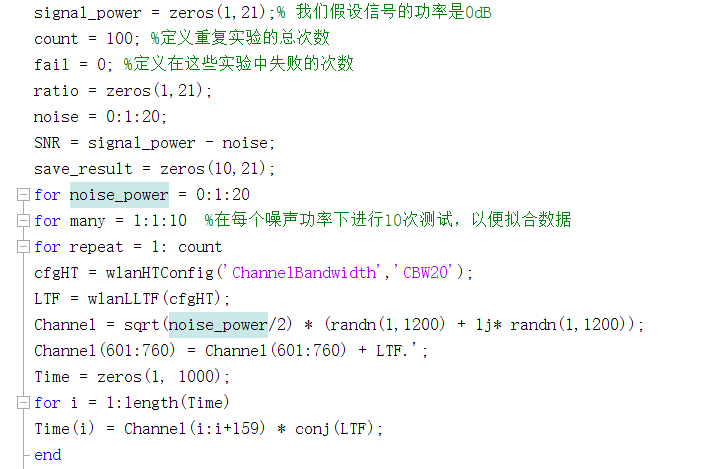 signal_power = zeros(1,21);% 我们假设信号的功率是0dB
count = 100; %定义重复实验的总次数
fail = 0; %定义在这些实验中失败的次数
ratio = zeros(1,21);
noise = 0:1:20;
SNR = signal_power - noise;
save_result = zeros(10,21);
for noise_power = 0:1:20
for many = 1:1:10  %在每个噪声功率下进行10次测试，以便拟合数据
for repeat = 1: count
cfgHT = wlanHTConfig('ChannelBandwidth','CBW20');
LTF = wlanLLTF(cfgHT);
Channel = sqrt(noise_power/2) * (randn(1,1200) + 1j* randn(1,1200));
Channel(601:760) = Channel(601:760) + LTF.';
Time = zeros(1, 1000);
for i = 1:length(Time)
Time(i) = Channel(i:i+159) * conj(LTF);
end